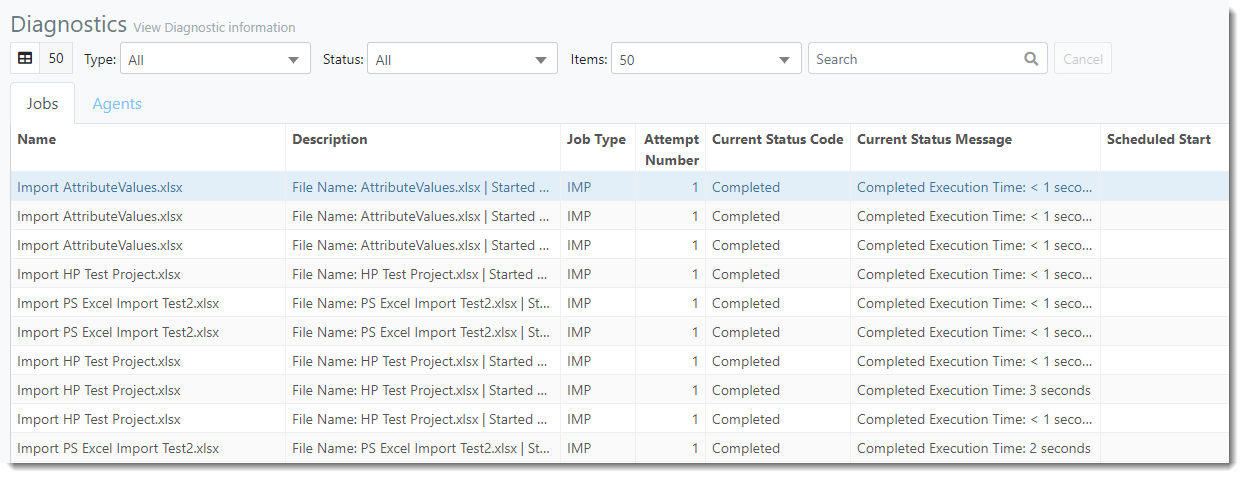 Diagnostics View Diagnostic information
50 Type: All Status: All Items: 50 Search Cancel
Jobs Agents
Name Description Job Type Attempt Number Current Status Code Current Status Message Scheduled Start
Import AttributeValues.xlsx File Name: AttributeValues.xlsx | Started ... IMP 1 Completed Completed Execution Time: < 1 seco...
Import AttributeValues.xlsx File Name: AttributeValues.xlsx | Started ... IMP 1 Completed Completed Execution Time: < 1 seco...
Import AttributeValues.xlsx File Name: AttributeValues.xlsx | Started ... IMP 1 Completed Completed Execution Time: < 1 seco...
Import HP Test Project.xlsx File Name: HP Test Project.xlsx | Started ... IMP 1 Completed Completed Execution Time: < 1 seco...
Import PS Excel Import Test2.xlsx File Name: PS Excel Import Test2.xlsx | St... IMP 1 Completed Completed Execution Time: < 1 seco...
Import PS Excel Import Test2.xlsx File Name: PS Excel Import Test2.xlsx | St... IMP 1 Completed Completed Execution Time: < 1 seco...
Import HP Test Project.xlsx File Name: HP Test Project.xlsx | Started ... IMP 1 Completed Completed Execution Time: < 1 seco...
Import HP Test Project.xlsx File Name: HP Test Project.xlsx | Started ... IMP 1 Completed Completed Execution Time: 3 seconds
Import HP Test Project.xlsx File Name: HP Test Project.xlsx | Started ... IMP 1 Completed Completed Execution Time: < 1 seco...
Import PS Excel Import Test2.xlsx File Name: PS Excel Import Test2.xlsx | St... IMP 1 Completed Completed Execution Time: 2 seconds